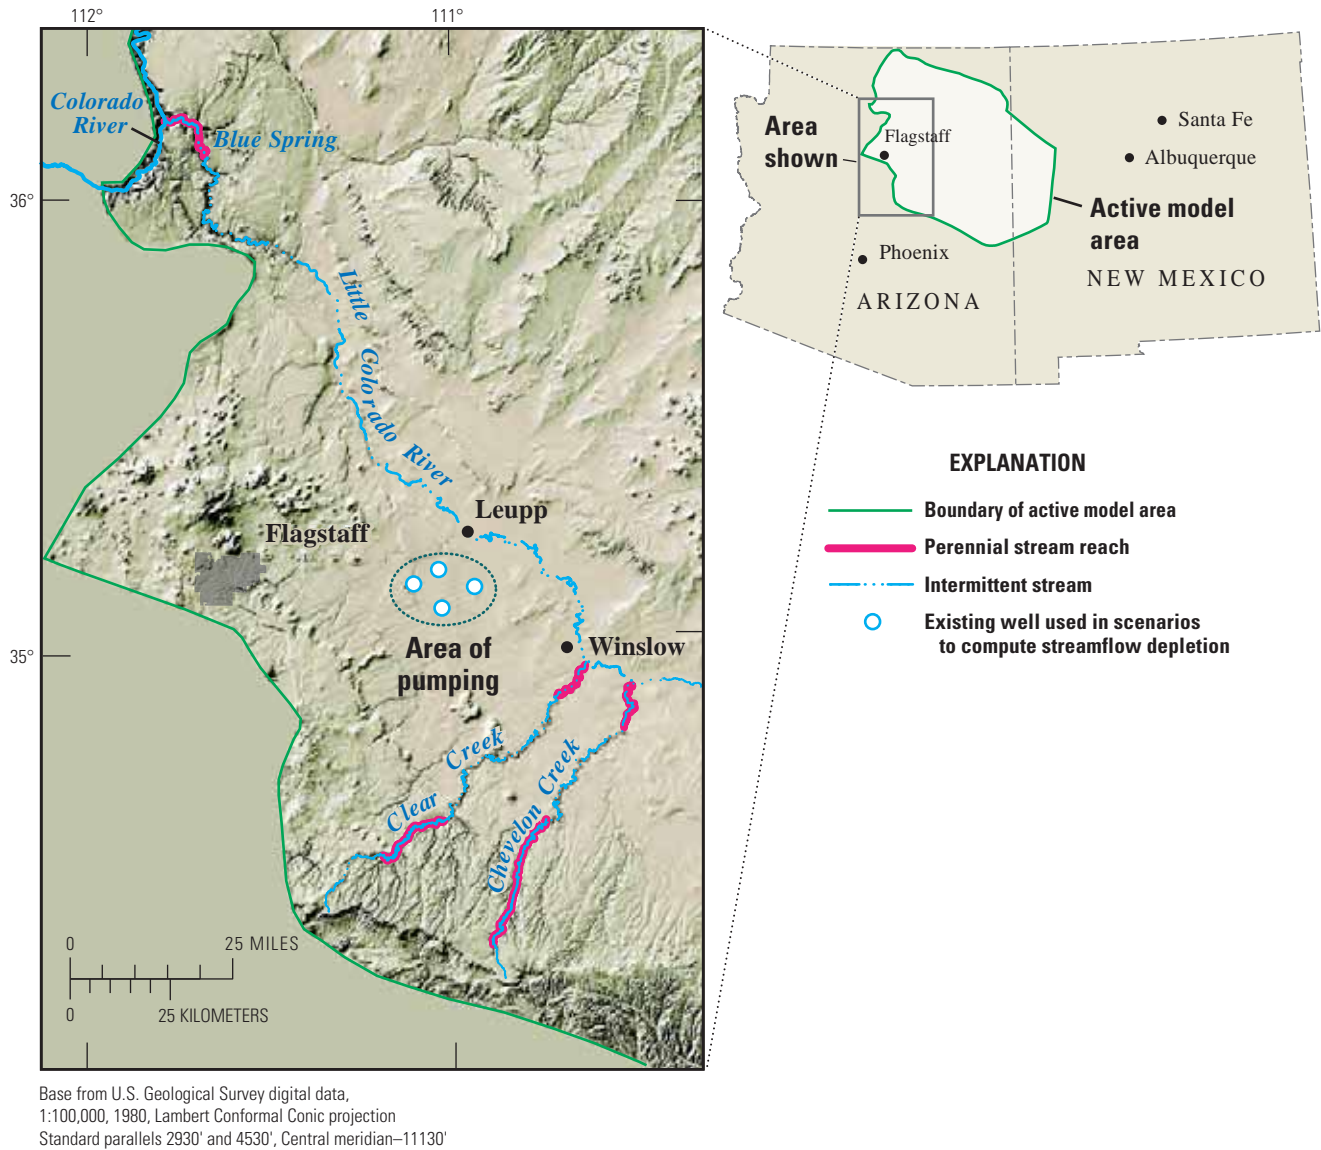 112°
111°
36°
35°
Colorado
River
Blue Spring
Little Colorado River
Leupp
Flagstaff
Area of
pumping
Winslow
Clear Creek
Chevelon Creek
0 25 MILES
0 25 KILOMETERS
Base from U.S. Geological Survey digital data,
1:100,000, 1980, Lambert Conformal Conic projection
Standard parallels 2930' and 4530', Central meridian–11130'
Area
shown
Flagstaff
Santa Fe
Albuquerque
Active model
area
Phoenix
NEW MEXICO
ARIZONA
EXPLANATION
Boundary of active model area
Perennial stream reach
Intermittent stream
Existing well used in scenarios
to compute streamflow depletion